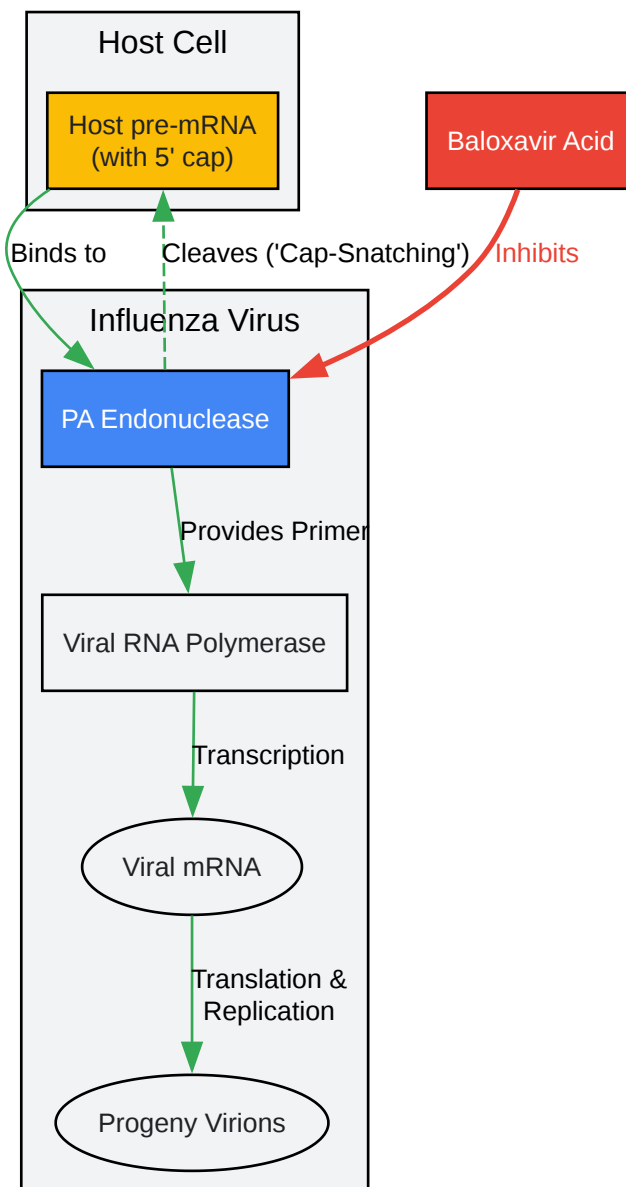 Host Cell
Host pre-mRNA
(with 5' cap)
Baloxavir Acid
Binds to
Cleaves ('Cap-Snatching')
Inhibits
Influenza Virus
PA Endonuclease
Provides Primer
Viral RNA Polymerase
Transcription
Viral mRNA
Translation &
Replication
Progeny Virions